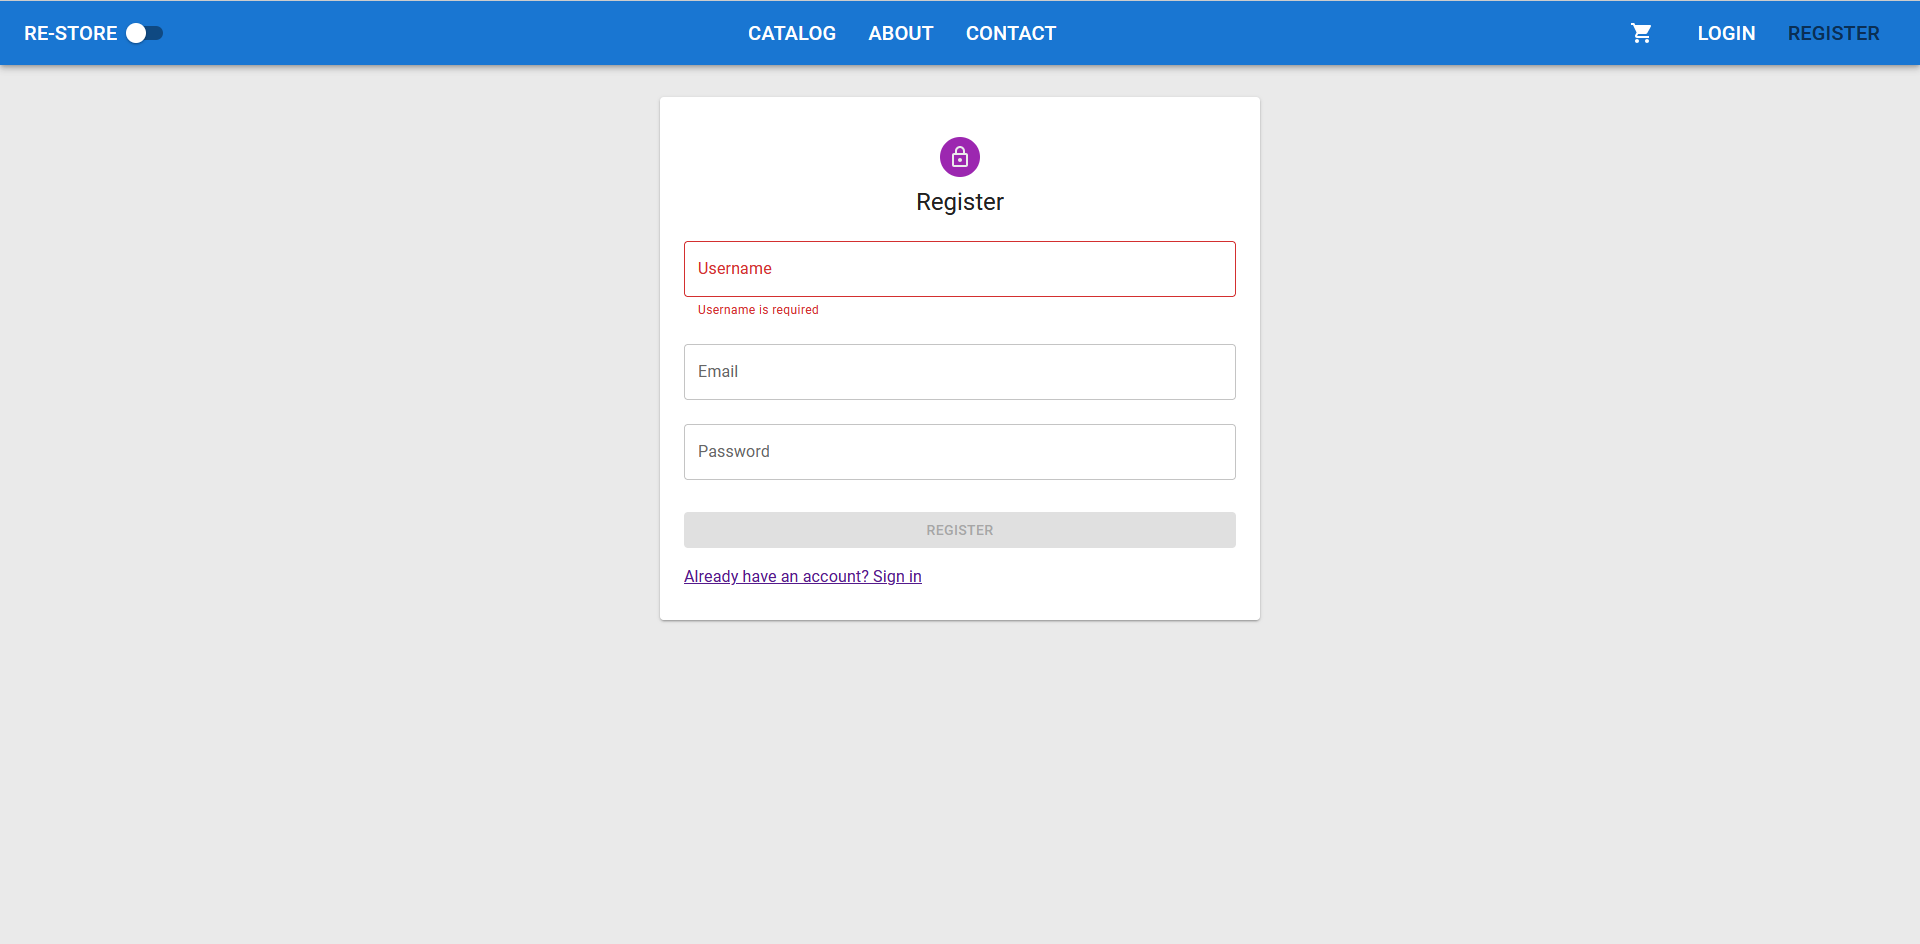 RE-STORE CATALOG ABOUT CONTACT LOGIN REGISTER
Register
Username
Username is required
Email
Password
REGISTER
Already have an account? Sign in